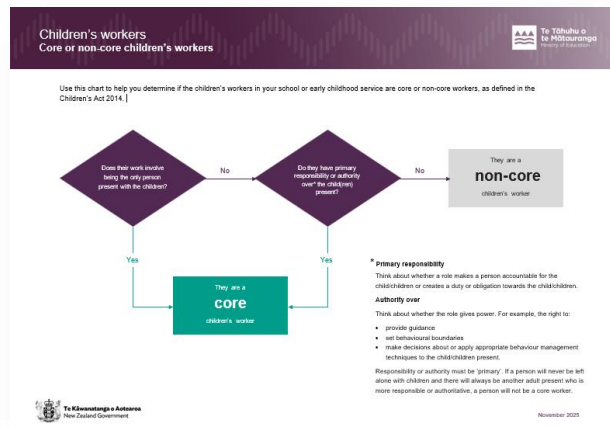 Children's workers
Core or non-core children's workers
Te Tāhuhu o
te Mātauranga
Ministry of Education
Use this chart to help you determine if the children's workers in your school or early childhood service are core or non-core workers, as defined in the
Children's Act 2014.
Does their work involve
being the only person
present with the children?
No
Do they have primary
responsibility or authority
over* the child(ren)
present?
No
They are a
non-core
children's worker
Yes
Yes
They are a
core
children's worker
* Primary responsibility
Think about whether a role makes a person accountable for the
child/children or creates a duty or obligation towards the child/children.
Authority over
Think about whether the role gives power. For example, the right to:
• provide guidance
• set behavioural boundaries
• make decisions about or apply appropriate behaviour management
techniques to the child/children present.
Responsibility or authority must be 'primary'. If a person will never be left
alone with children and there will always be another adult present who is
more responsible or authoritative, a person will not be a core worker.
Te Kāwanatanga o Aotearoa
New Zealand Government
November 2025